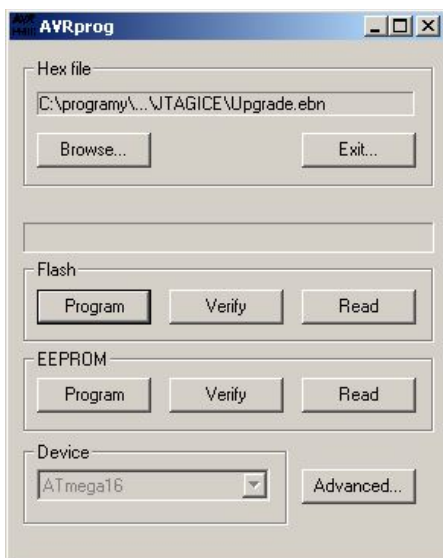 AVRprog
Hex file
C:\programy\...\JTAGICE\Upgrade.ebn
Browse... Exit...
Flash
Program Verify Read
EEPROM
Program Verify Read
Device
ATmega16 Advanced...